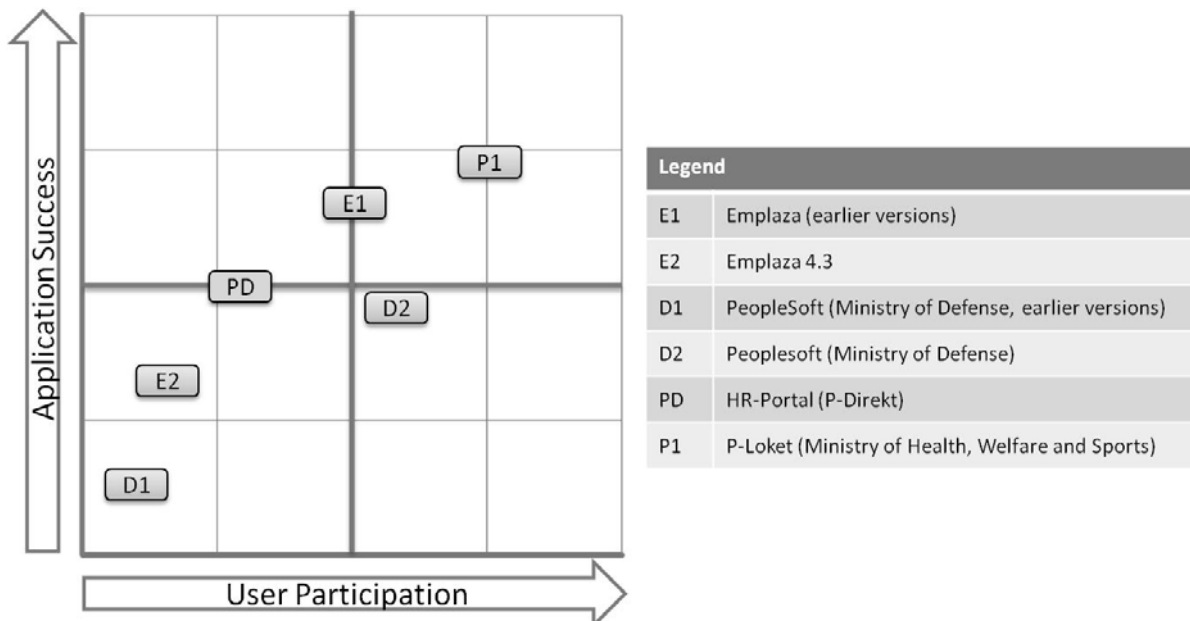 Application Success
P1
E1
PD
D2
E2
D1
User Participation
Legend
E1 Emplaza (earlier versions)
E2 Emplaza 4.3
D1 PeopleSoft (Ministry of Defense, earlier versions)
D2 Peoplesoft (Ministry of Defense)
PD HR-Portal (P-Direkt)
P1 P-Loket (Ministry of Health, Welfare and Sports)